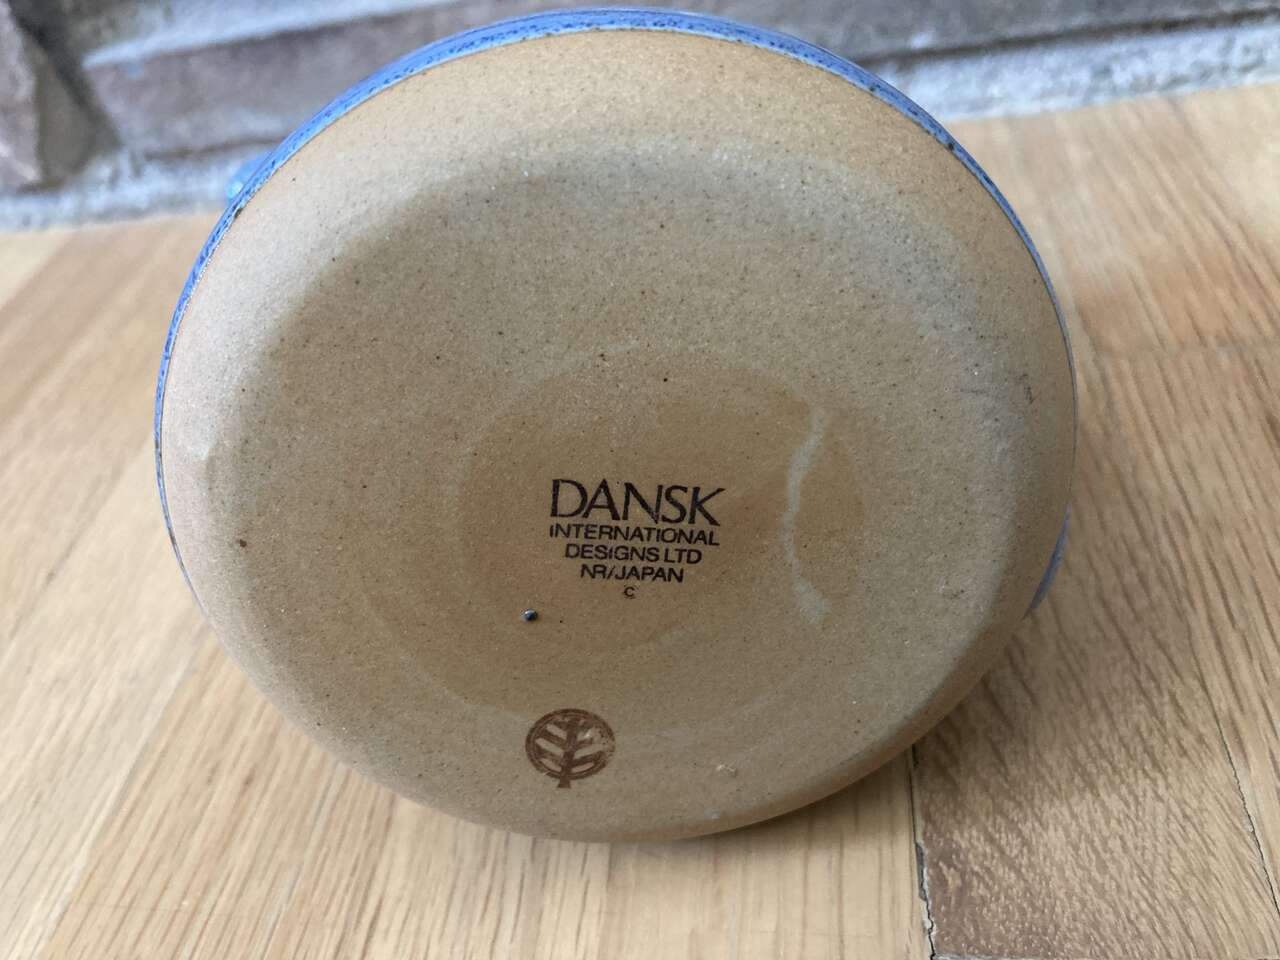 DANSK
INTERNATIONAL
DESIGNS LTD
NR/JAPAN
C